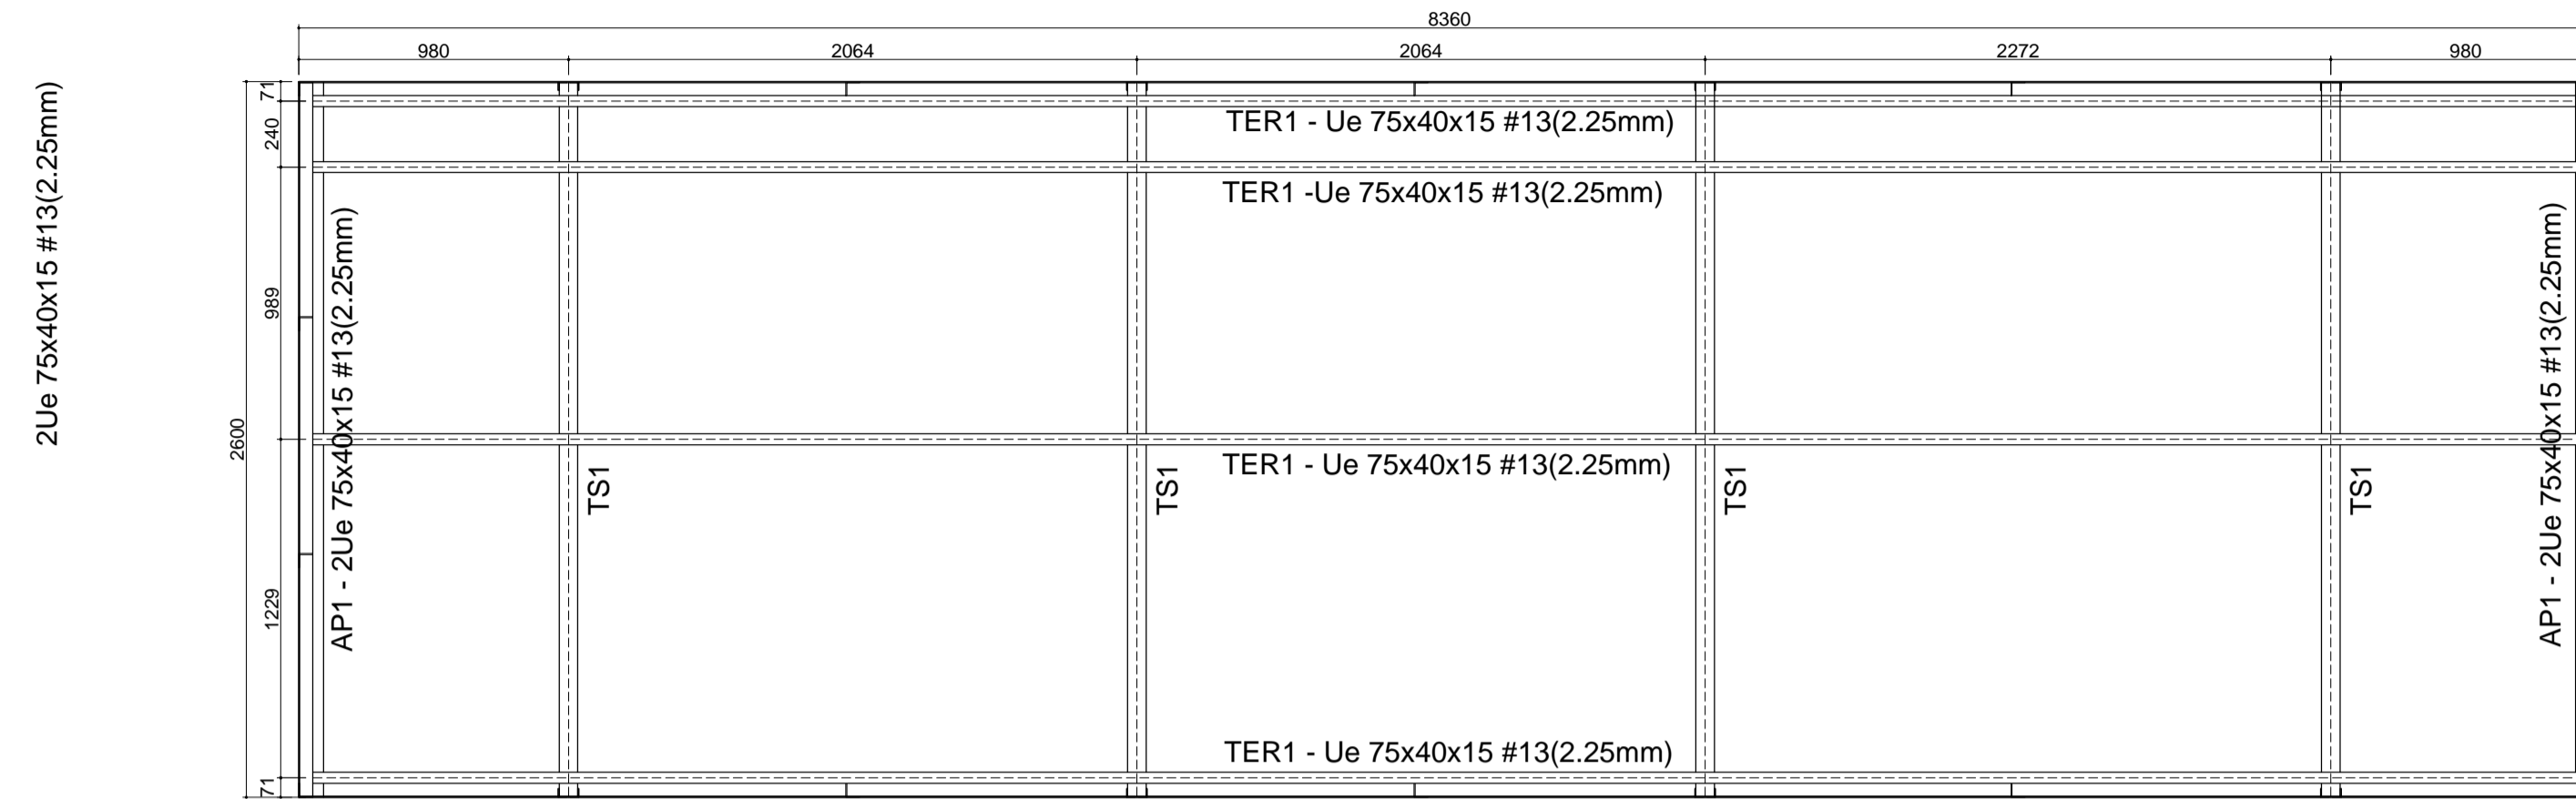 8360
980
2064
2064
2272
980
71
240
989
1229
71
2600
2Ue 75x40x15 #13(2.25mm)
TER1 - Ue 75x40x15 #13(2.25mm)
TER1 -Ue 75x40x15 #13(2.25mm)
AP1 - 2Ue 75x40x15 #13(2.25mm)
AP1 - 2Ue 75x40x15 #13(2.25mm)
TER1 - Ue 75x40x15 #13(2.25mm)
TS1
TS1
TS1
TS1
TER1 - Ue 75x40x15 #13(2.25mm)